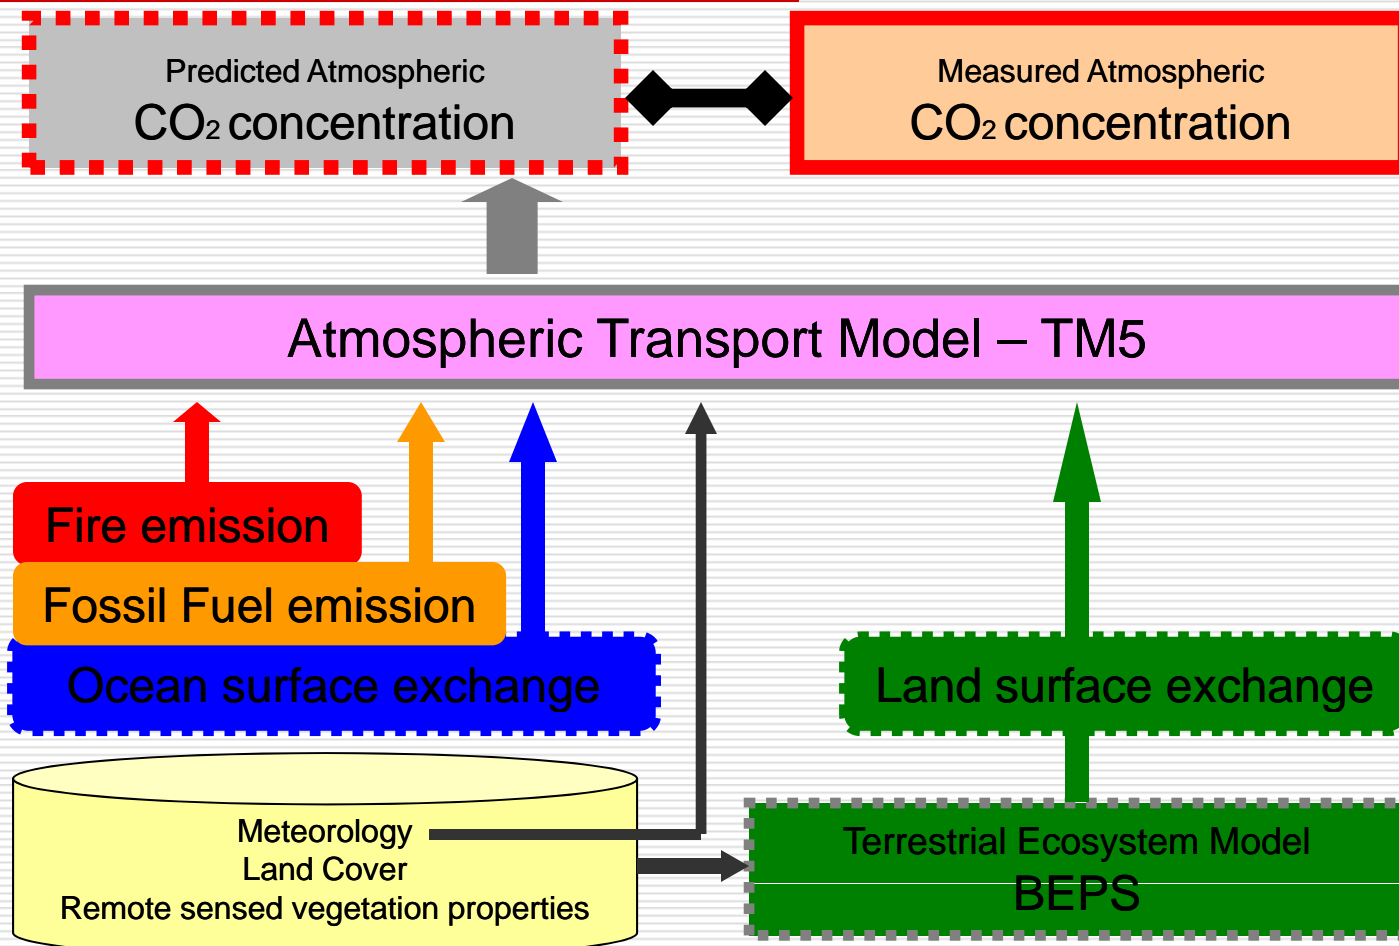 Predicted Atmospheric
CO₂ concentration
Measured Atmospheric
CO₂ concentration
Atmospheric Transport Model – TM5
Fire emission
Fossil Fuel emission
Ocean surface exchange
Land surface exchange
Meteorology
Land Cover
Remote sensed vegetation properties
Terrestrial Ecosystem Model
BEPS